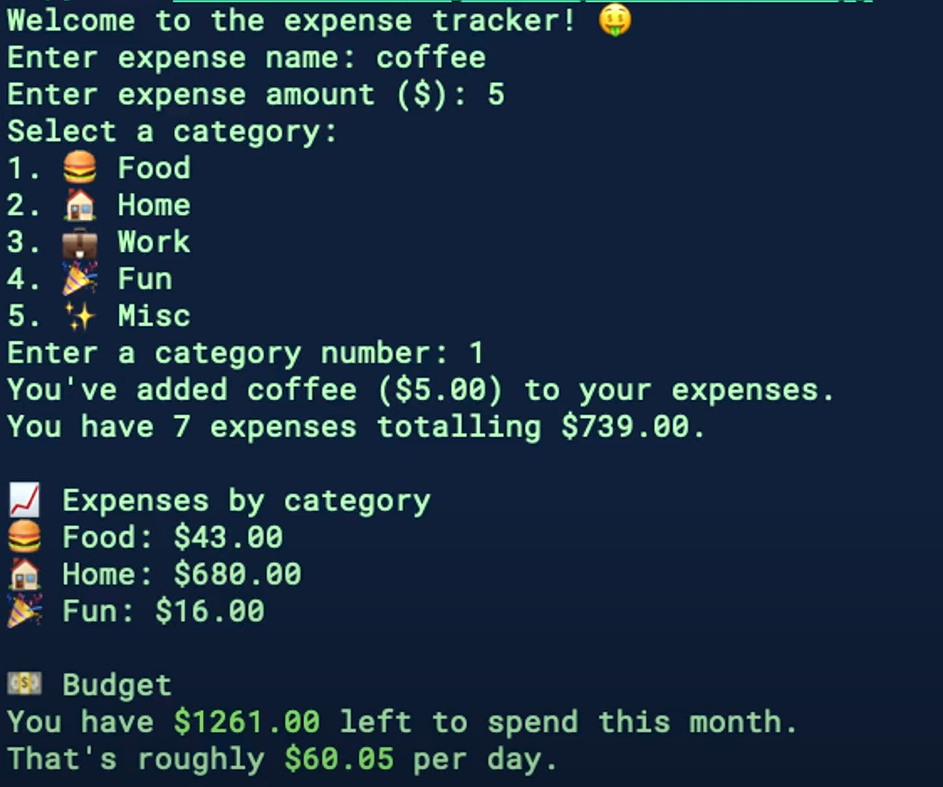 Welcome to the expense tracker! 🤑
Enter expense name: coffee
Enter expense amount ($): 5
Select a category:
1. 🍔 Food
2. 🏠 Home
3. 💼 Work
4. 🎉 Fun
5. ✨ Misc
Enter a category number: 1
You've added coffee ($5.00) to your expenses.
You have 7 expenses totalling $739.00.
📈 Expenses by category
🍔 Food: $43.00
🏠 Home: $680.00
🎉 Fun: $16.00
💵 Budget
You have $1261.00 left to spend this month.
That's roughly $60.05 per day.